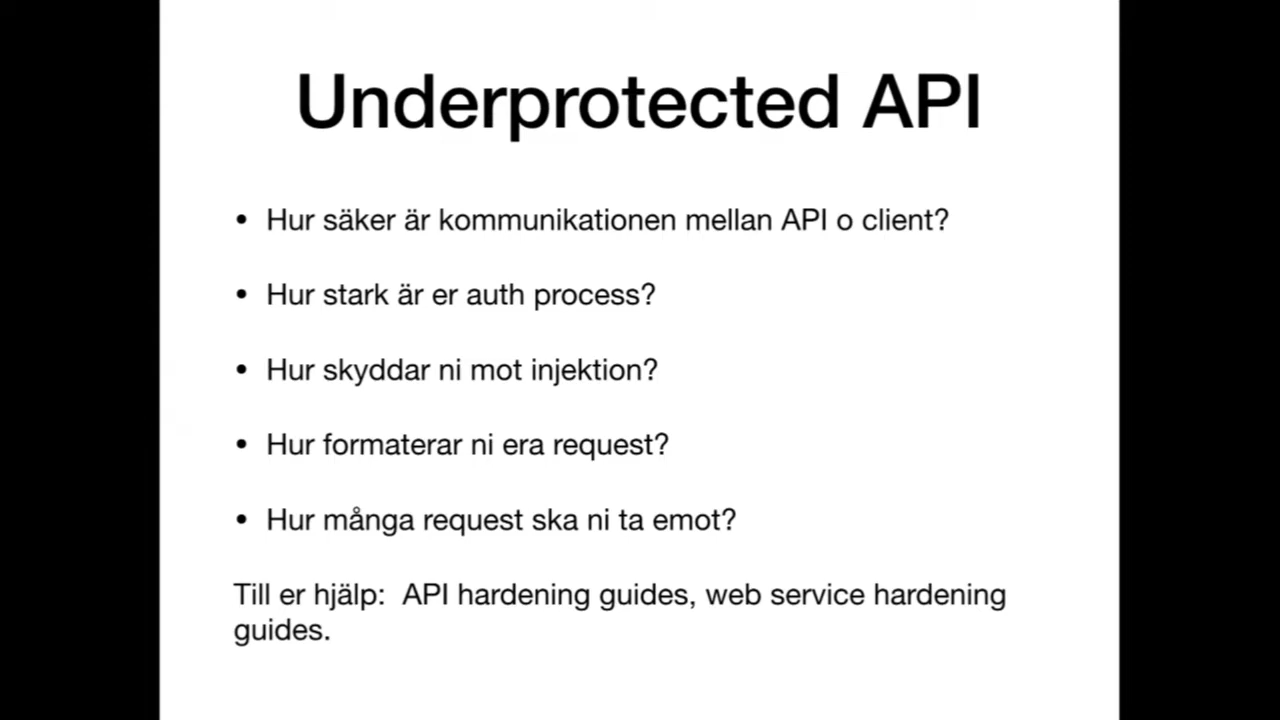 Underprotected API
• Hur säker är kommunikationen mellan API o client?
• Hur stark är er auth process?
• Hur skyddar ni mot injektion?
• Hur formaterar ni era request?
• Hur många request ska ni ta emot?
Till er hjälp:  API hardening guides, web service hardening
guides.